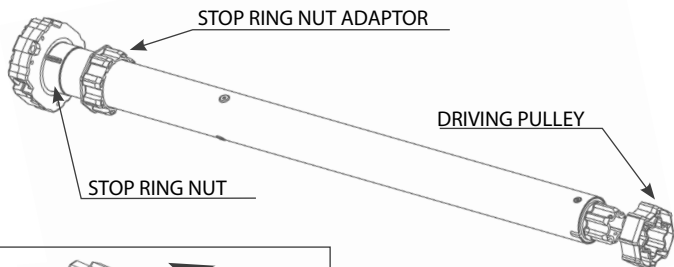 STOP RING NUT ADAPTOR
DRIVING PULLEY
STOP RING NUT